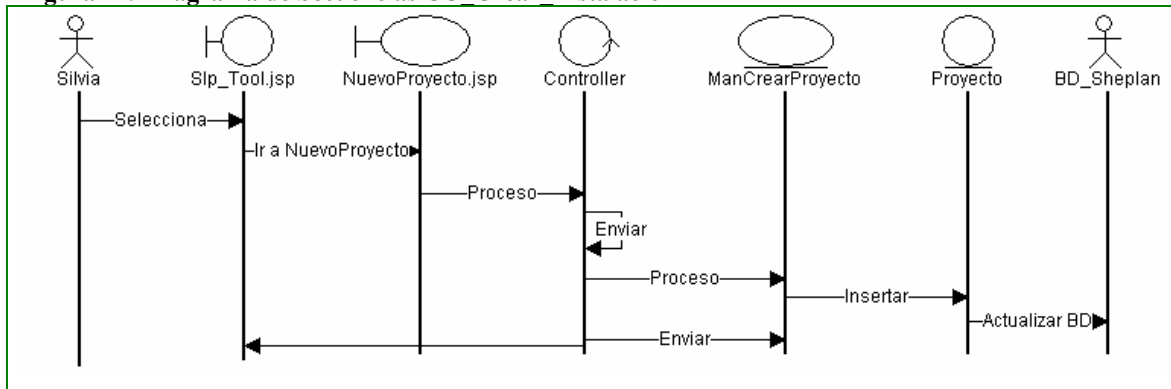 Silvia Slp_Tool.jsp NuevoProyecto.jsp Controller ManCrearProyecto Proyecto BD_Sheplan
Selecciona
Ir a NuevoProyecto
Proceso
Enviar
Proceso
Insertar
Actualizar BD
Enviar